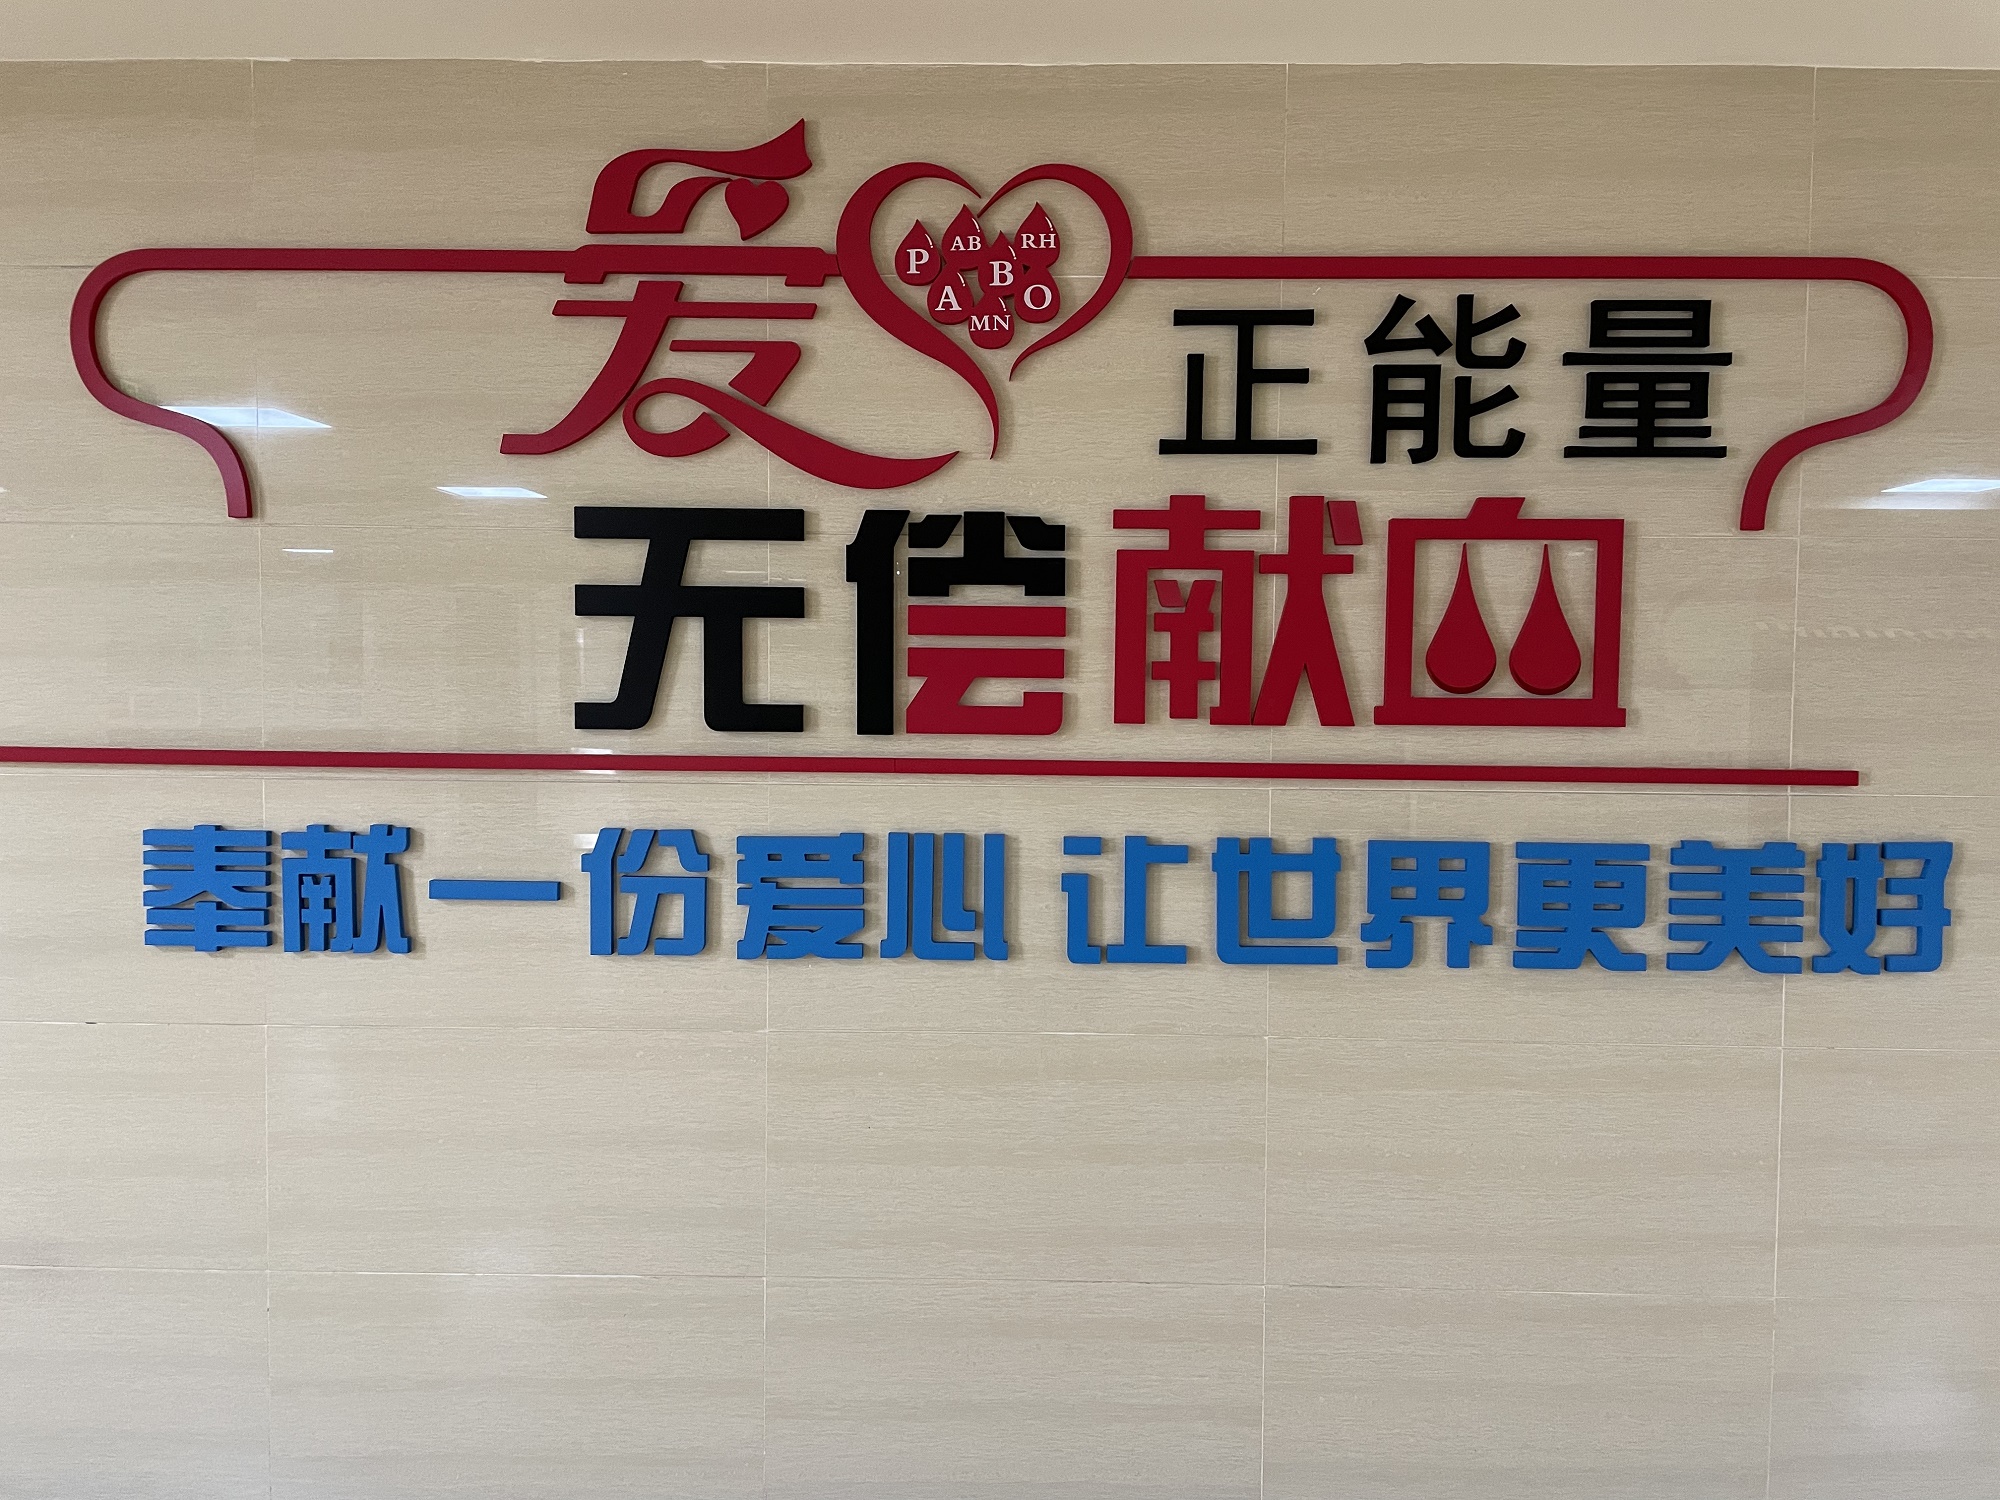 爱 正能量
P AB RH
A B O
MN
无偿献血
奉献一份爱心 让世界更美好